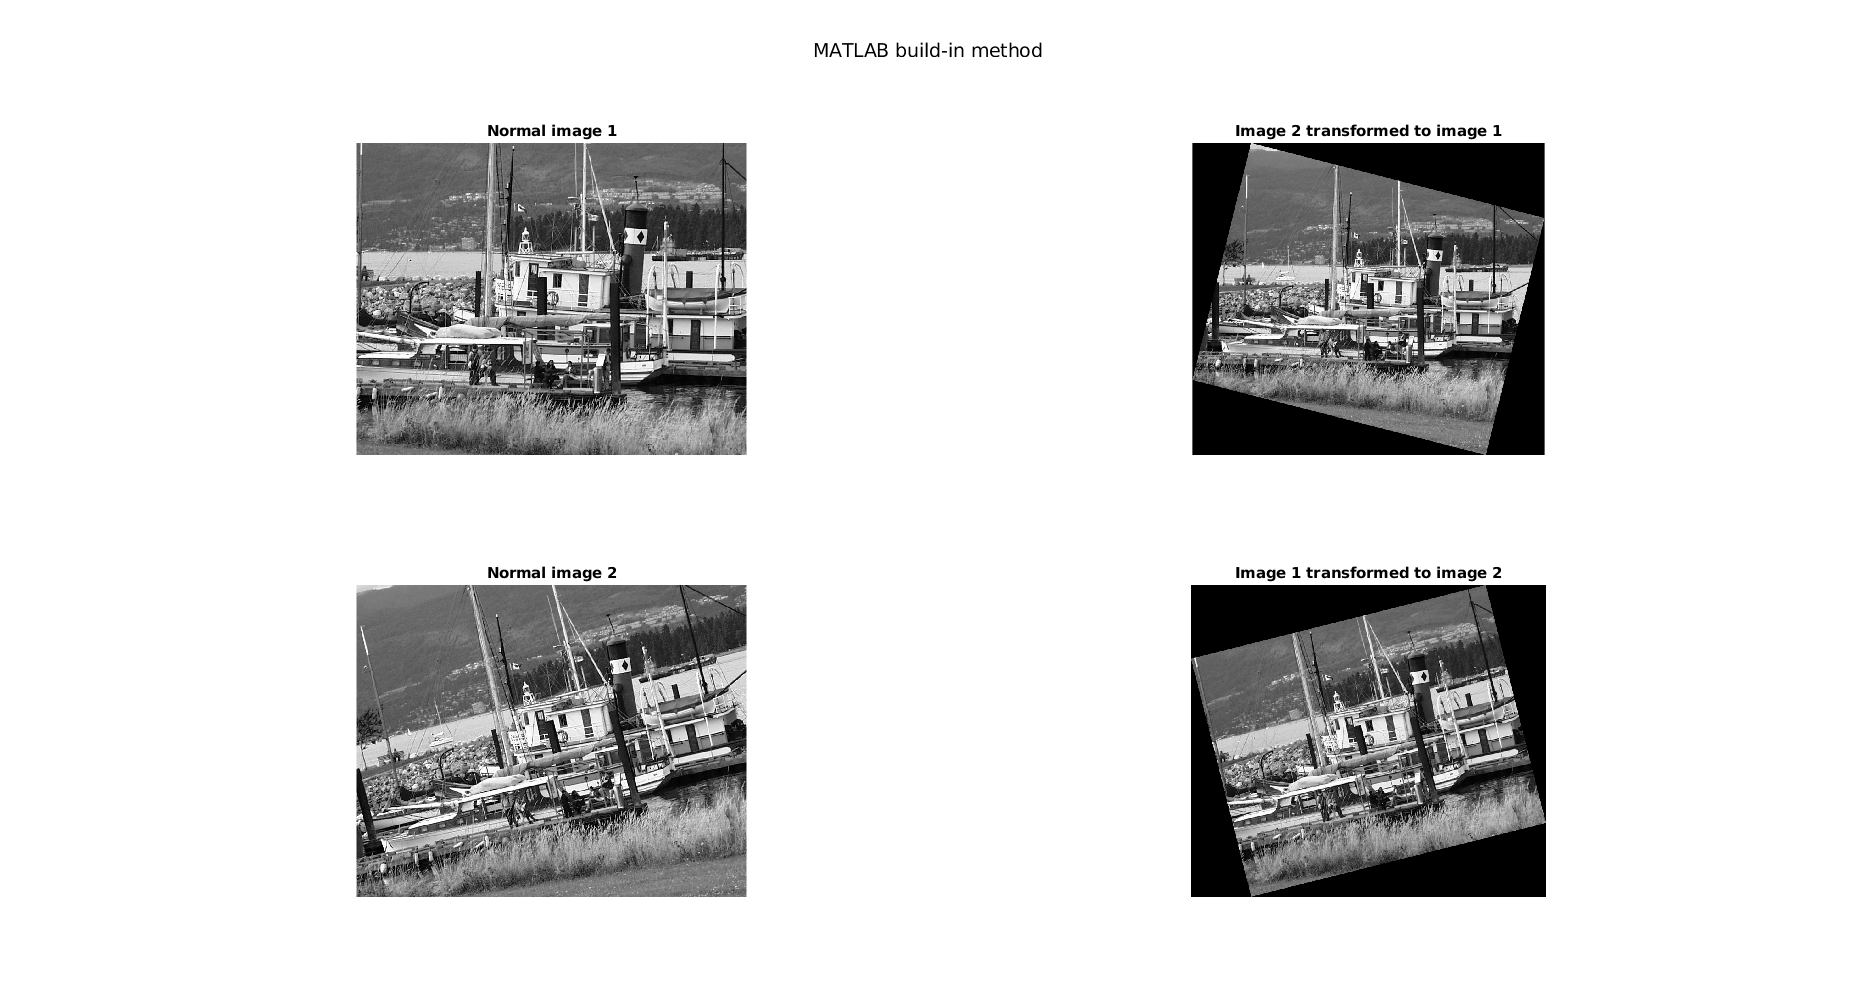 MATLAB build-in method
Normal image 1
Image 2 transformed to image 1
Normal image 2
Image 1 transformed to image 2